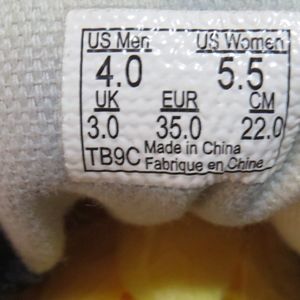 US Men US Women
4.0 5.5
UK EUR CM
3.0 35.0 22.0
TB9C Made in China
Fabrique en Chine